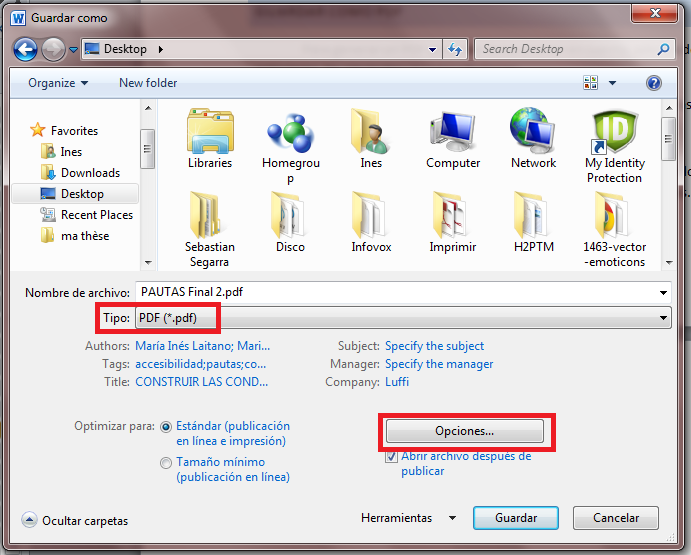 Guardar como
Desktop
Search Desktop
Organize
New folder
Favorites
Ines
Downloads
Desktop
Recent Places
ma thèse
Libraries
Homegrou
p
Ines
Computer
Network
My Identity
Protection
Sebastian
Segarra
Disco
Infovox
Imprimir
H2PTM
1463-vector
-emoticons
Nombre de archivo: PAUTAS Final 2.pdf
Tipo: PDF (*.pdf)
Authors: María Inés Laitano; Mari...
Subject: Specify the subject
Tags: accesibilidad;pautas;co...
Manager: Specify the manager
Title: CONSTRUIR LAS COND...
Company: Luffi
Optimizar para:
Estándar (publicación
en línea e impresión)
Tamaño mínimo
(publicación en línea)
Opciones...
Abrir archivo después de
publicar
Ocultar carpetas
Herramientas
Guardar
Cancelar